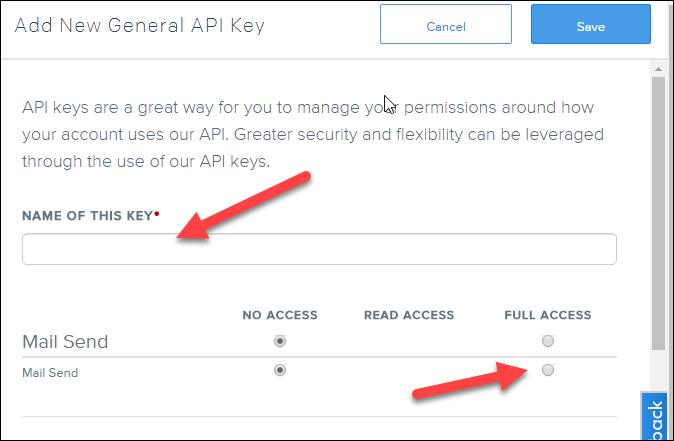 Add New General API Key
Cancel
Save
API keys are a great way for you to manage your permissions around how
your account uses our API. Greater security and flexibility can be leveraged
through the use of our API keys.
NAME OF THIS KEY•
NO ACCESS READ ACCESS FULL ACCESS
Mail Send
Mail Send
back